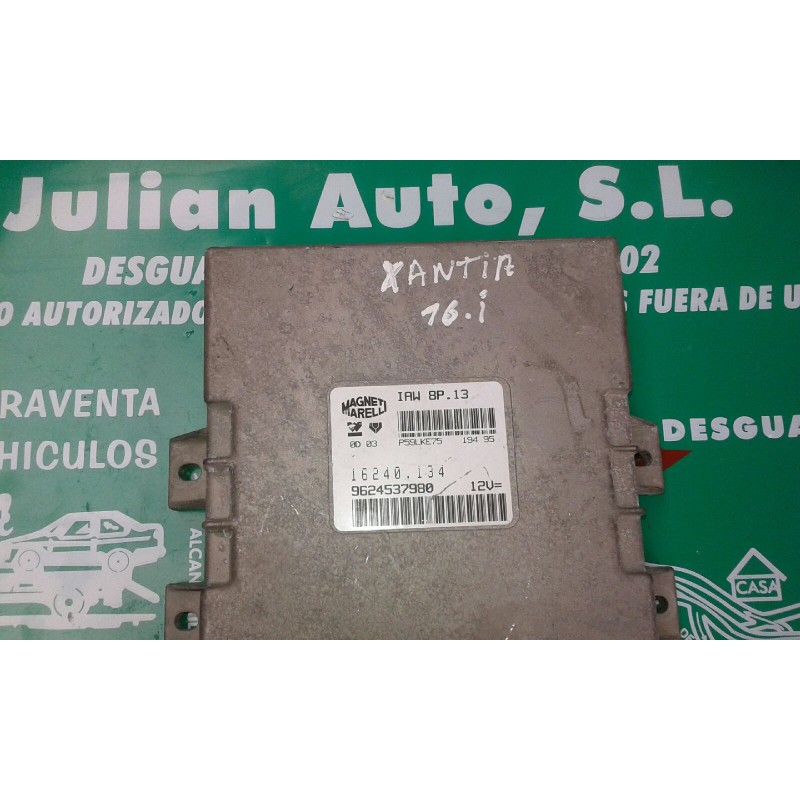 Julian Auto, S.L.
DESGUA 02
O AUTORIZADO S FUERA DE U
XANTIA
16.i
MAGNETI
MARELLI
IAW 8P.13
0D 03 P59LKE75 194 95
16240.134
9624537980 12V=
RAVENTA
HICULOS
DESGUA
ALCAN
CASA